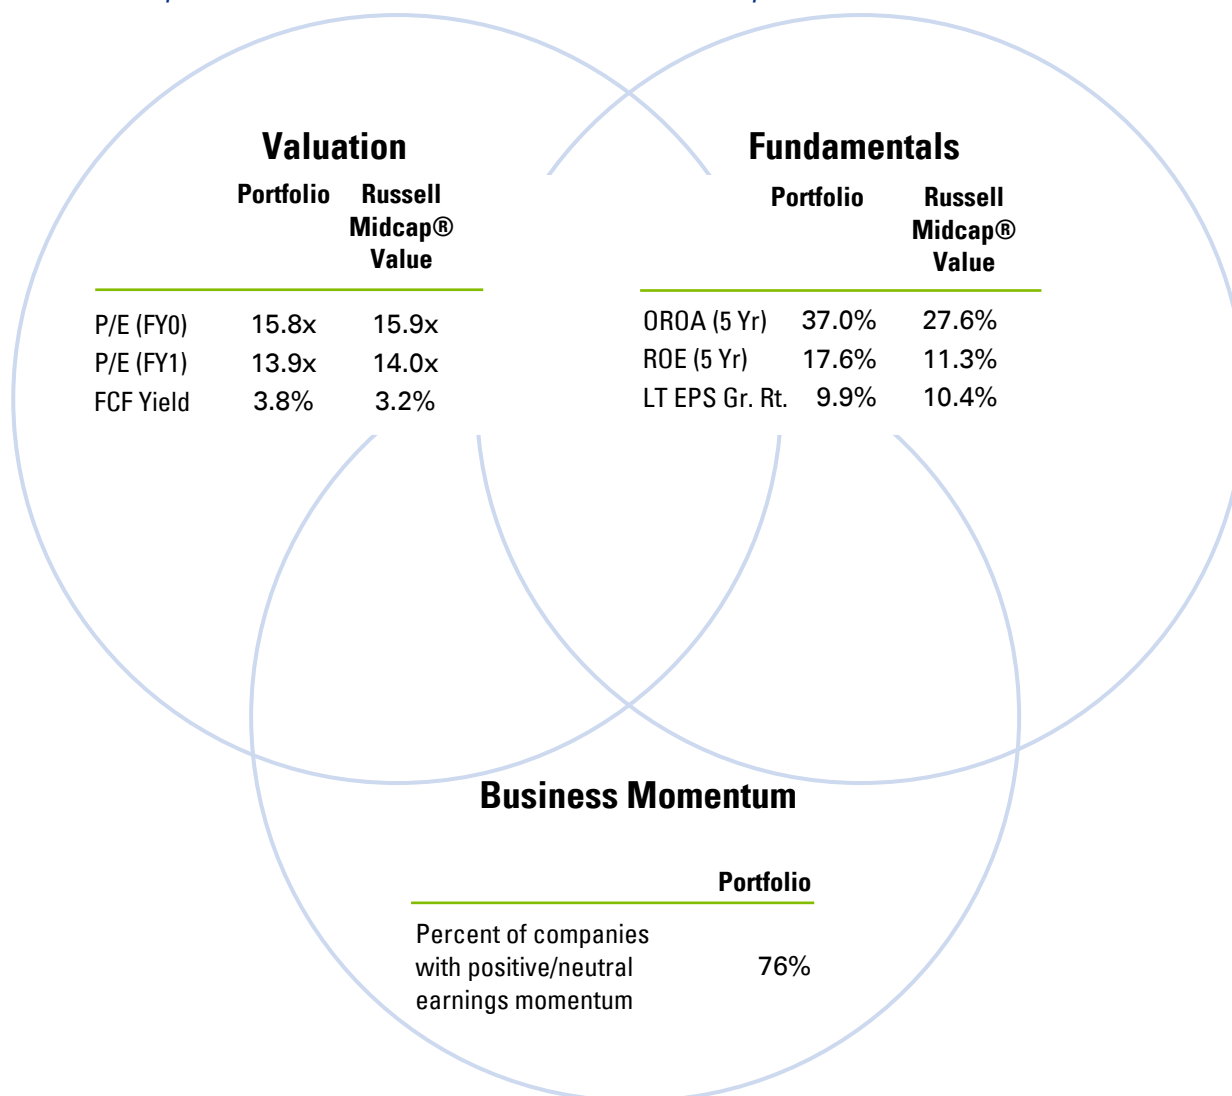 Valuation
Portfolio Russell Midcap® Value
P/E (FY0) 15.8x 15.9x
P/E (FY1) 13.9x 14.0x
FCF Yield 3.8% 3.2%
Fundamentals
Portfolio Russell Midcap® Value
OROA (5 Yr) 37.0% 27.6%
ROE (5 Yr) 17.6% 11.3%
LT EPS Gr. Rt. 9.9% 10.4%
Business Momentum
Portfolio
Percent of companies
with positive/neutral 76%
earnings momentum